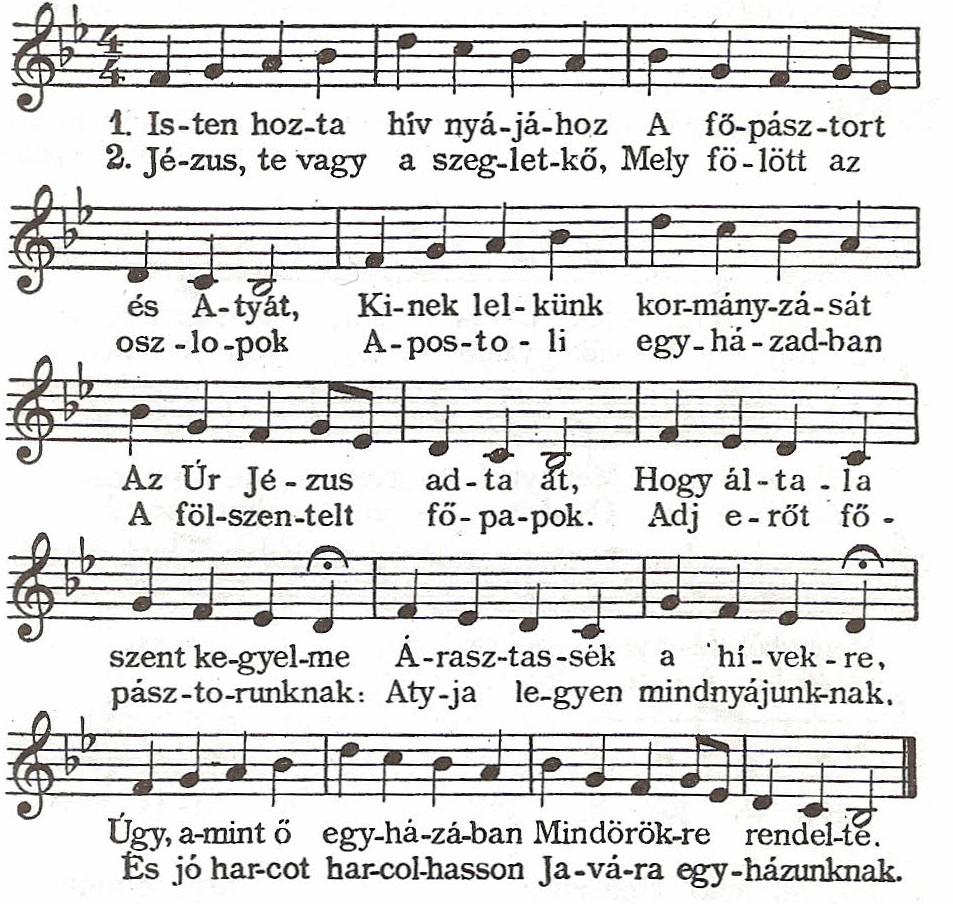 4
4
1. Is-ten hoz-ta hív nyá-já-hoz A fő-pász-tort
2. Jé-zus, te vagy a szeg-let-kő, Mely fö-lött az
és A-tyát, Ki-nek lel-künk kor-mány-zá-sát
osz-lo-pok A-pos-to-li egy-há-zad-ban
Az Úr Jé-zus ad-ta át, Hogy ál-ta-la
A föl-szen-telt fő-pa-pok. Adj e-rőt fő-
szent ke-gyel-me Á-rasz-tas-sék a hí-vek-re,
pász-to-runknak: Aty-ja le-gyen mindnyájunk-nak.
Úgy, a-mint ő egy-há-zá-ban Mindörök-re rendel-te.
És jó har-cot har-col-hasson Ja-vá-ra egy-házunknak.